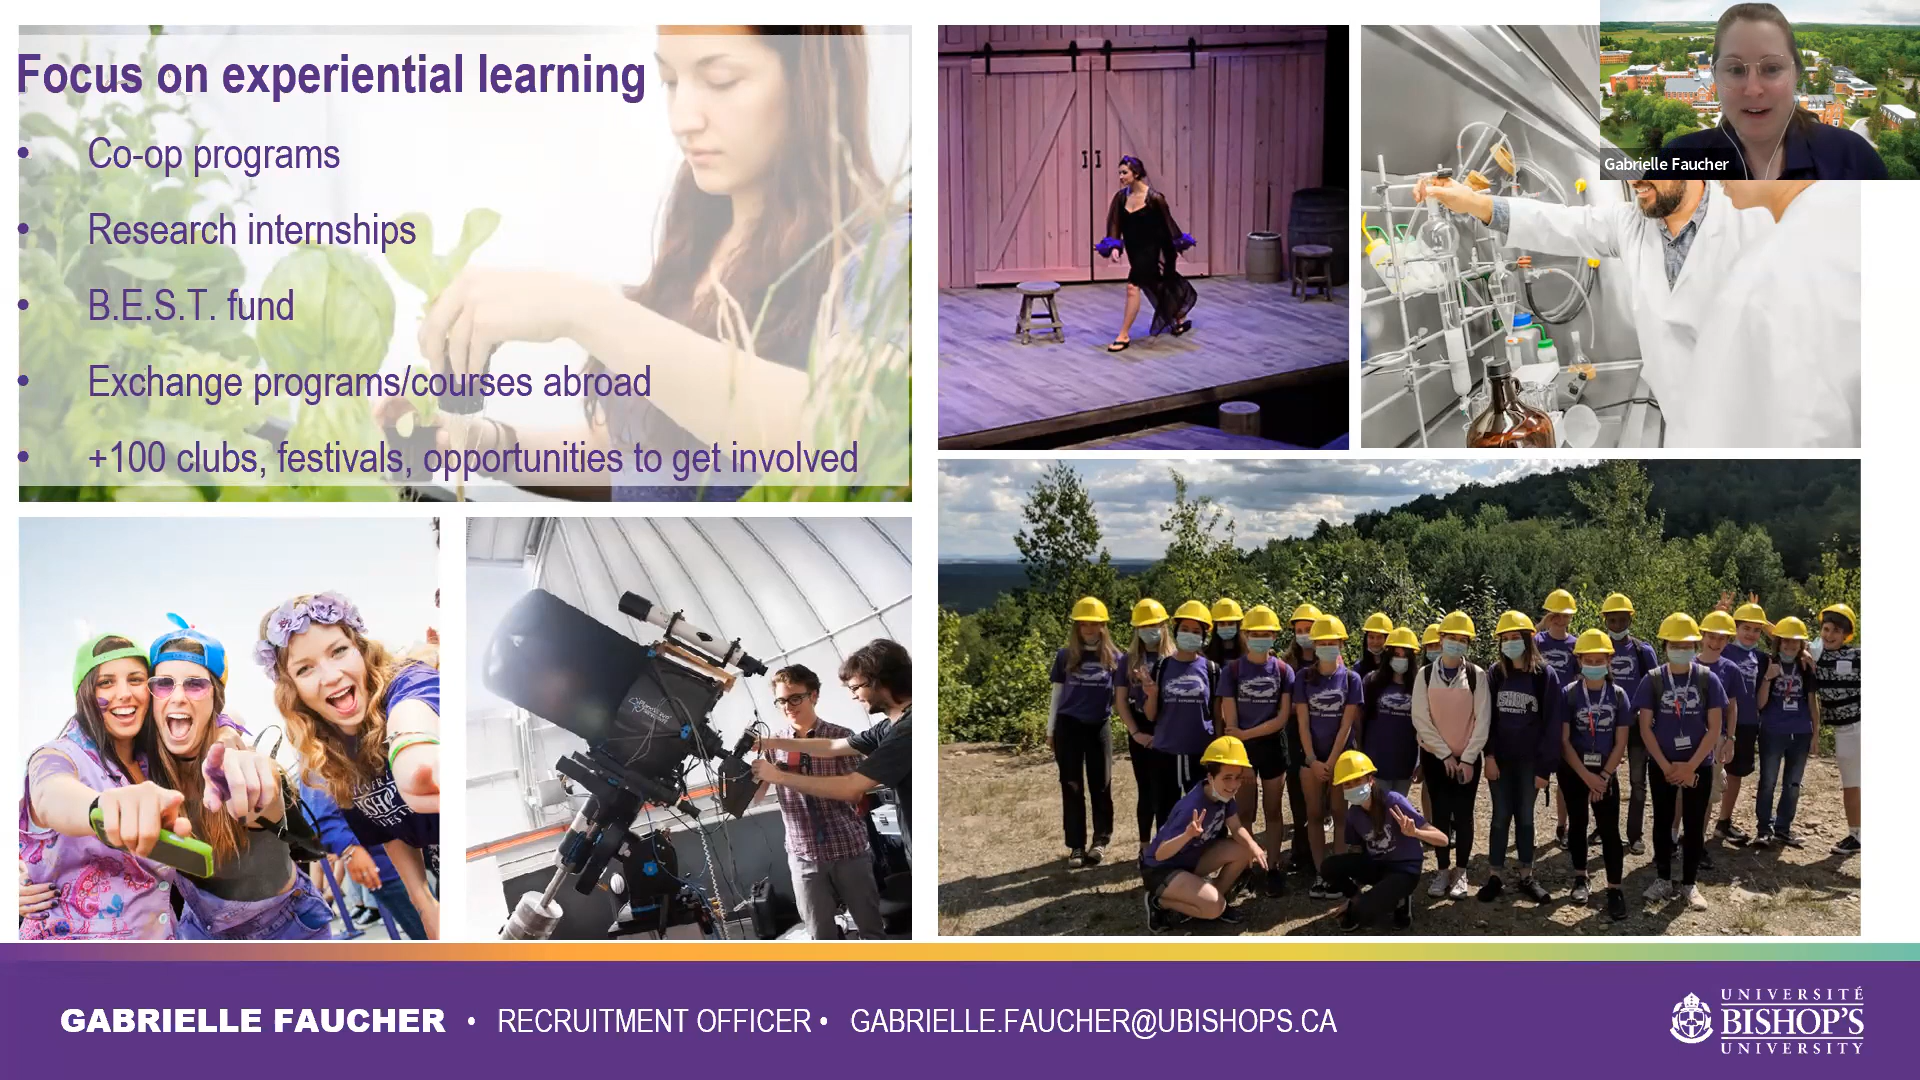 Focus on experiential learning
• Co-op programs
• Research internships
• B.E.S.T. fund
• Exchange programs/courses abroad
• +100 clubs, festivals, opportunities to get involved
Gabrielle Faucher
GABRIELLE FAUCHER • RECRUITMENT OFFICER • GABRIELLE.FAUCHER@UBISHOPS.CA
UNIVERSITÉ
BISHOP'S
UNIVERSITY